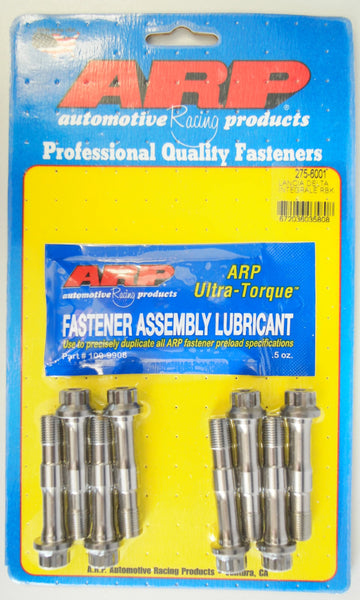 ARP
automotive Racing products
Professional Quality Fasteners
275-6001
LANCIA DELTA
INTEGRALE RBK
672036035808
ARP
automotive Racing products
ARP
Ultra-Torque™
FASTENER ASSEMBLY LUBRICANT
Use to precisely duplicate all ARP fastener preload specifications
Part # 100-9908
.5 oz.
A.R.P. Automotive Racing Products
Ventura, CA